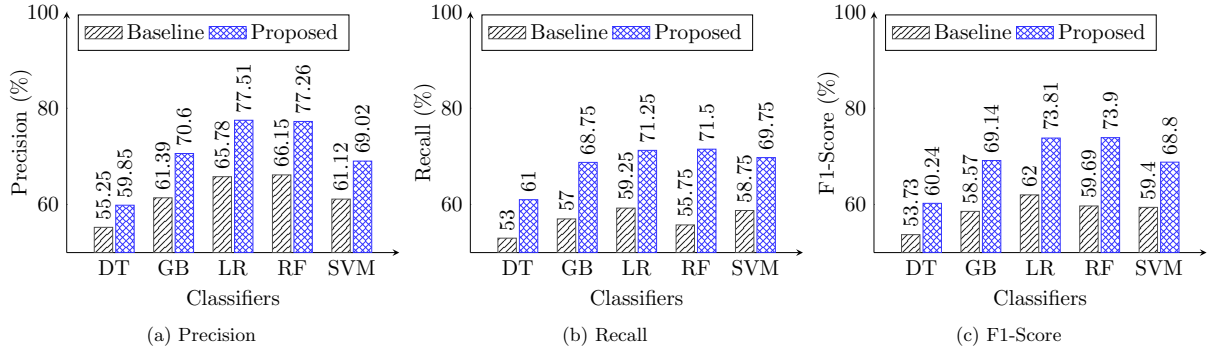 100
80
60
Precision (%)
Baseline Proposed
55.25 59.85 61.39 70.6 65.78 77.51 66.15 77.26 61.12 69.02
DT GB LR RF SVM
Classifiers
(a) Precision
100
80
60
Recall (%)
Baseline Proposed
53 61 57 68.75 59.25 71.25 55.75 71.5 58.75 69.75
DT GB LR RF SVM
Classifiers
(b) Recall
100
80
60
F1-Score (%)
Baseline Proposed
53.73 60.24 58.57 69.14 62 73.81 59.69 73.9 59.4 68.8
DT GB LR RF SVM
Classifiers
(c) F1-Score